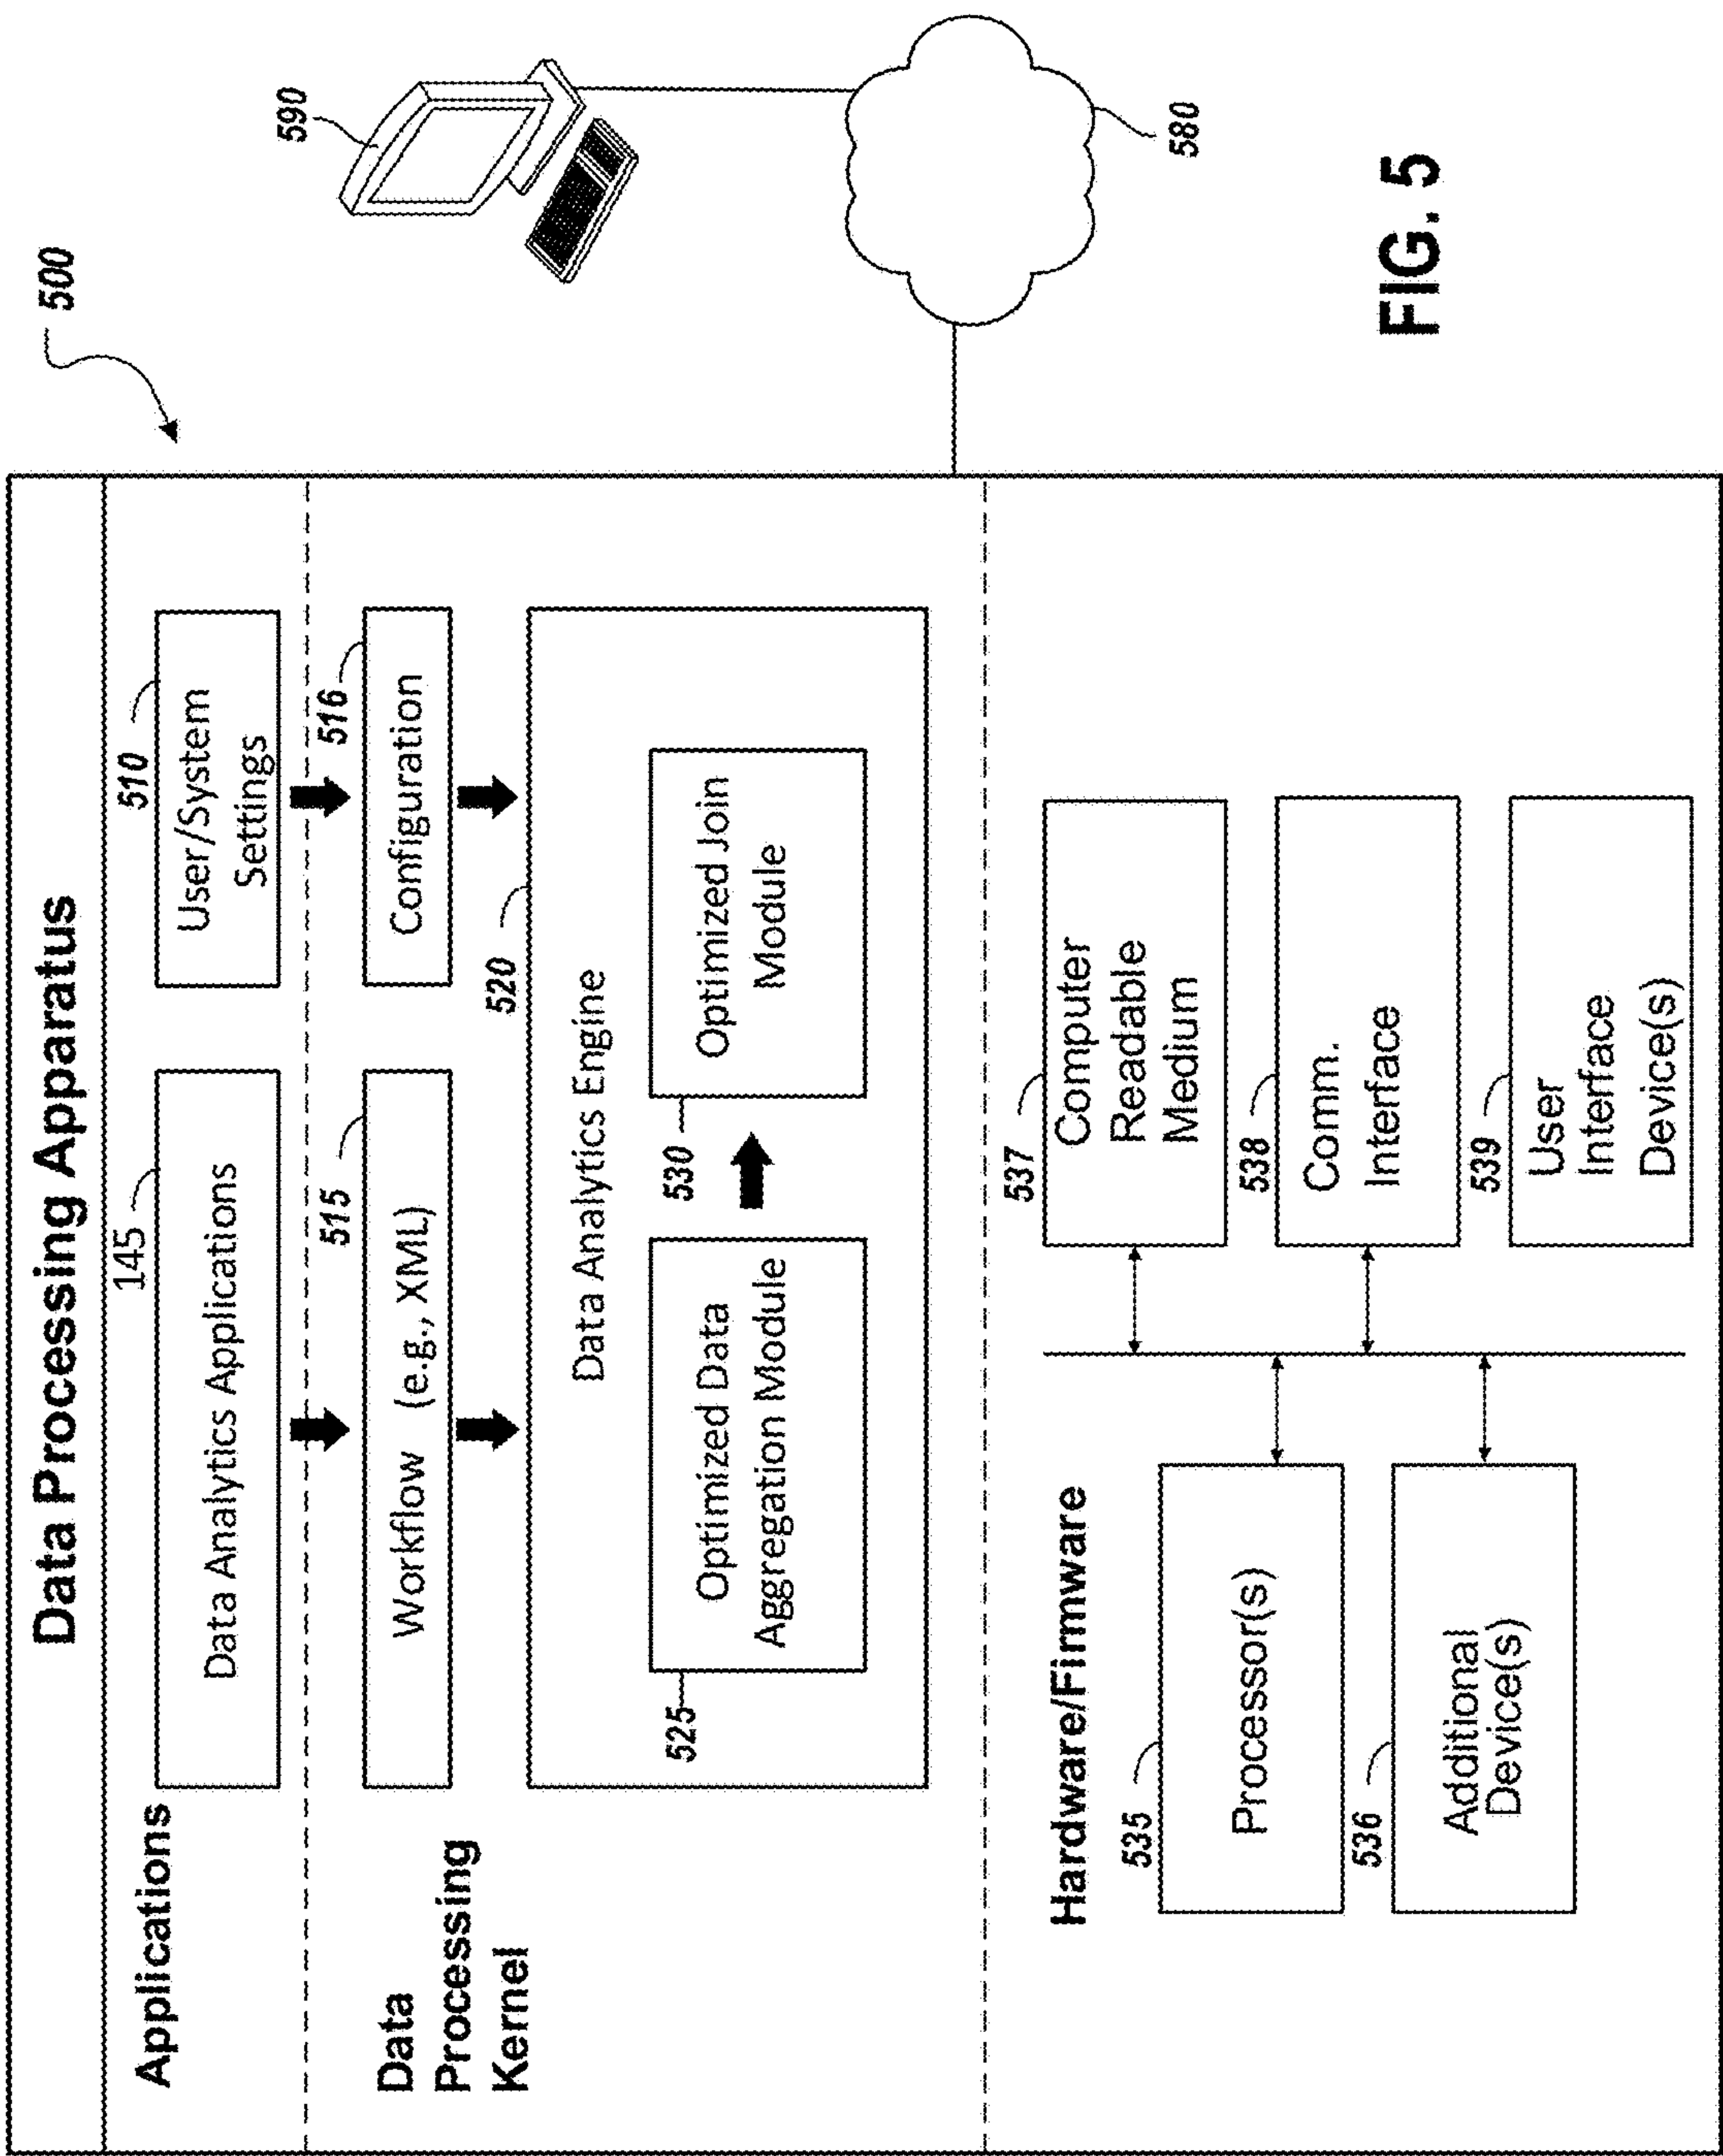 Data Processing Apparatus
500
590
580
Applications
145
Data Analytics Applications
510
User/System
Settings
Data
Processing
Kernel
515
Workflow (e.g., XML)
516
Configuration
520
Data Analytics Engine
525
Optimized Data
Aggregation Module
530
Optimized Join
Module
Hardware/Firmware
535
Processor(s)
536
Additional
Device(s)
537
Computer
Readable
Medium
538
Comm.
Interface
539
User
Interface
Device(s)
FIG. 5